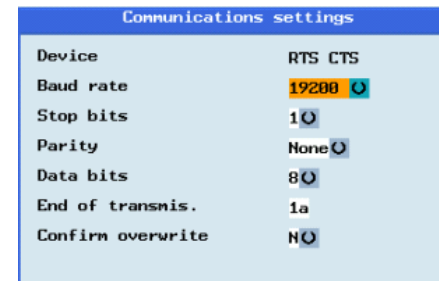 Communications settings
Device RTS CTS
Baud rate 19200
Stop bits 1
Parity None
Data bits 8
End of transmis. 1a
Confirm overwrite N